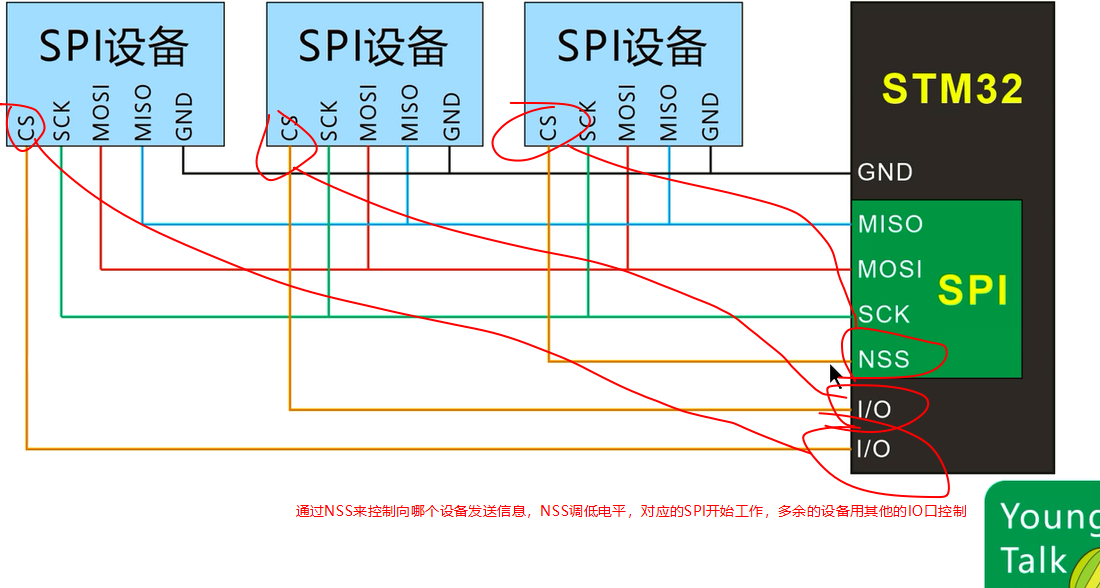 SPI设备
SPI设备
SPI设备
STM32
CS
SCK
MOSI
MISO
GND
CS
SCK
MOSI
MISO
GND
CS
SCK
MOSI
MISO
GND
GND
MISO
MOSI
SPI
SCK
NSS
I/O
I/O
通过NSS来控制向哪个设备发送信息，NSS调低电平，对应的SPI开始工作，多余的设备用其他的IO口控制
Young
Talk